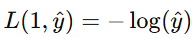 L(1, ŷ) = − log(ŷ)